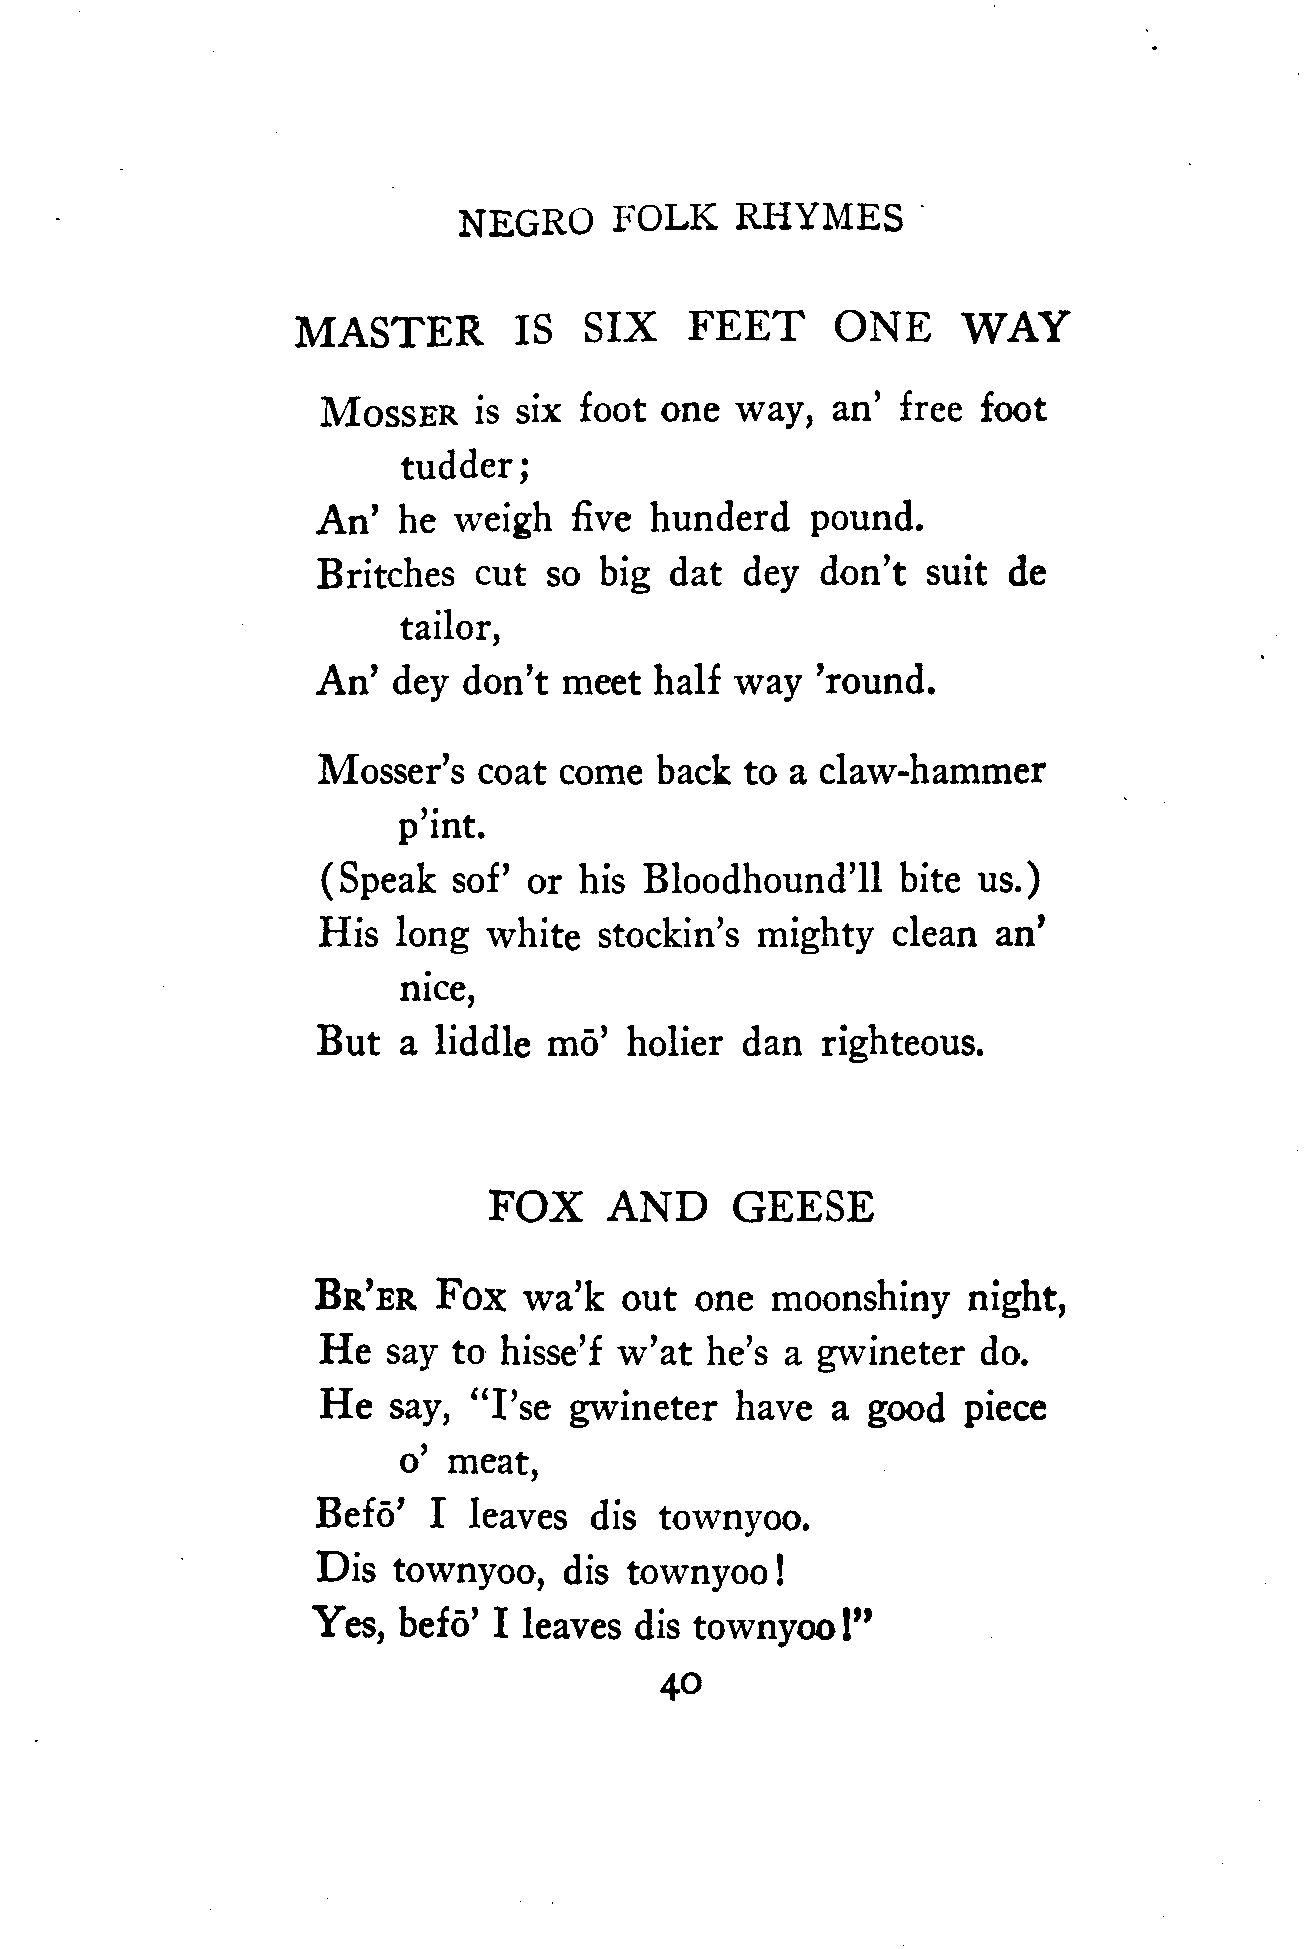 NEGRO FOLK RHYMES
MASTER IS SIX FEET ONE WAY
MOSSER is six foot one way, an' free foot
tudder;
An' he weigh five hunderd pound.
Britches cut so big dat dey don't suit de
tailor,
An' dey don't meet half way 'round.
Mosser's coat come back to a claw-hammer
p'int.
(Speak sof' or his Bloodhound'll bite us.)
His long white stockin's mighty clean an'
nice,
But a liddle mō' holier dan righteous.
FOX AND GEESE
BR'ER FOX wa'k out one moonshiny night,
He say to hisse'f w'at he's a gwineter do.
He say, "I'se gwineter have a good piece
o' meat,
Befō' I leaves dis townyoo.
Dis townyoo, dis townyoo!
Yes, befō' I leaves dis townyoo!"
40